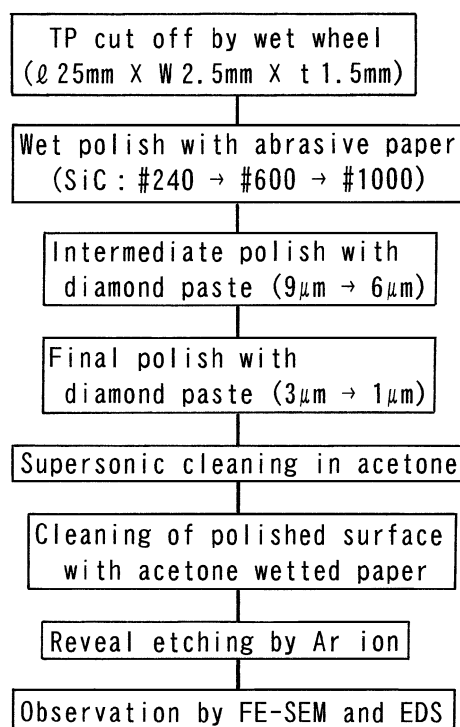 TP cut off by wet wheel
(ℓ 25mm X W 2.5mm X t 1.5mm)
Wet polish with abrasive paper
(SiC : #240 → #600 → #1000)
Intermediate polish with
diamond paste (9μm → 6μm)
Final polish with
diamond paste (3μm → 1μm)
Supersonic cleaning in acetone
Cleaning of polished surface
with acetone wetted paper
Reveal etching by Ar ion
Observation by FE-SEM and EDS